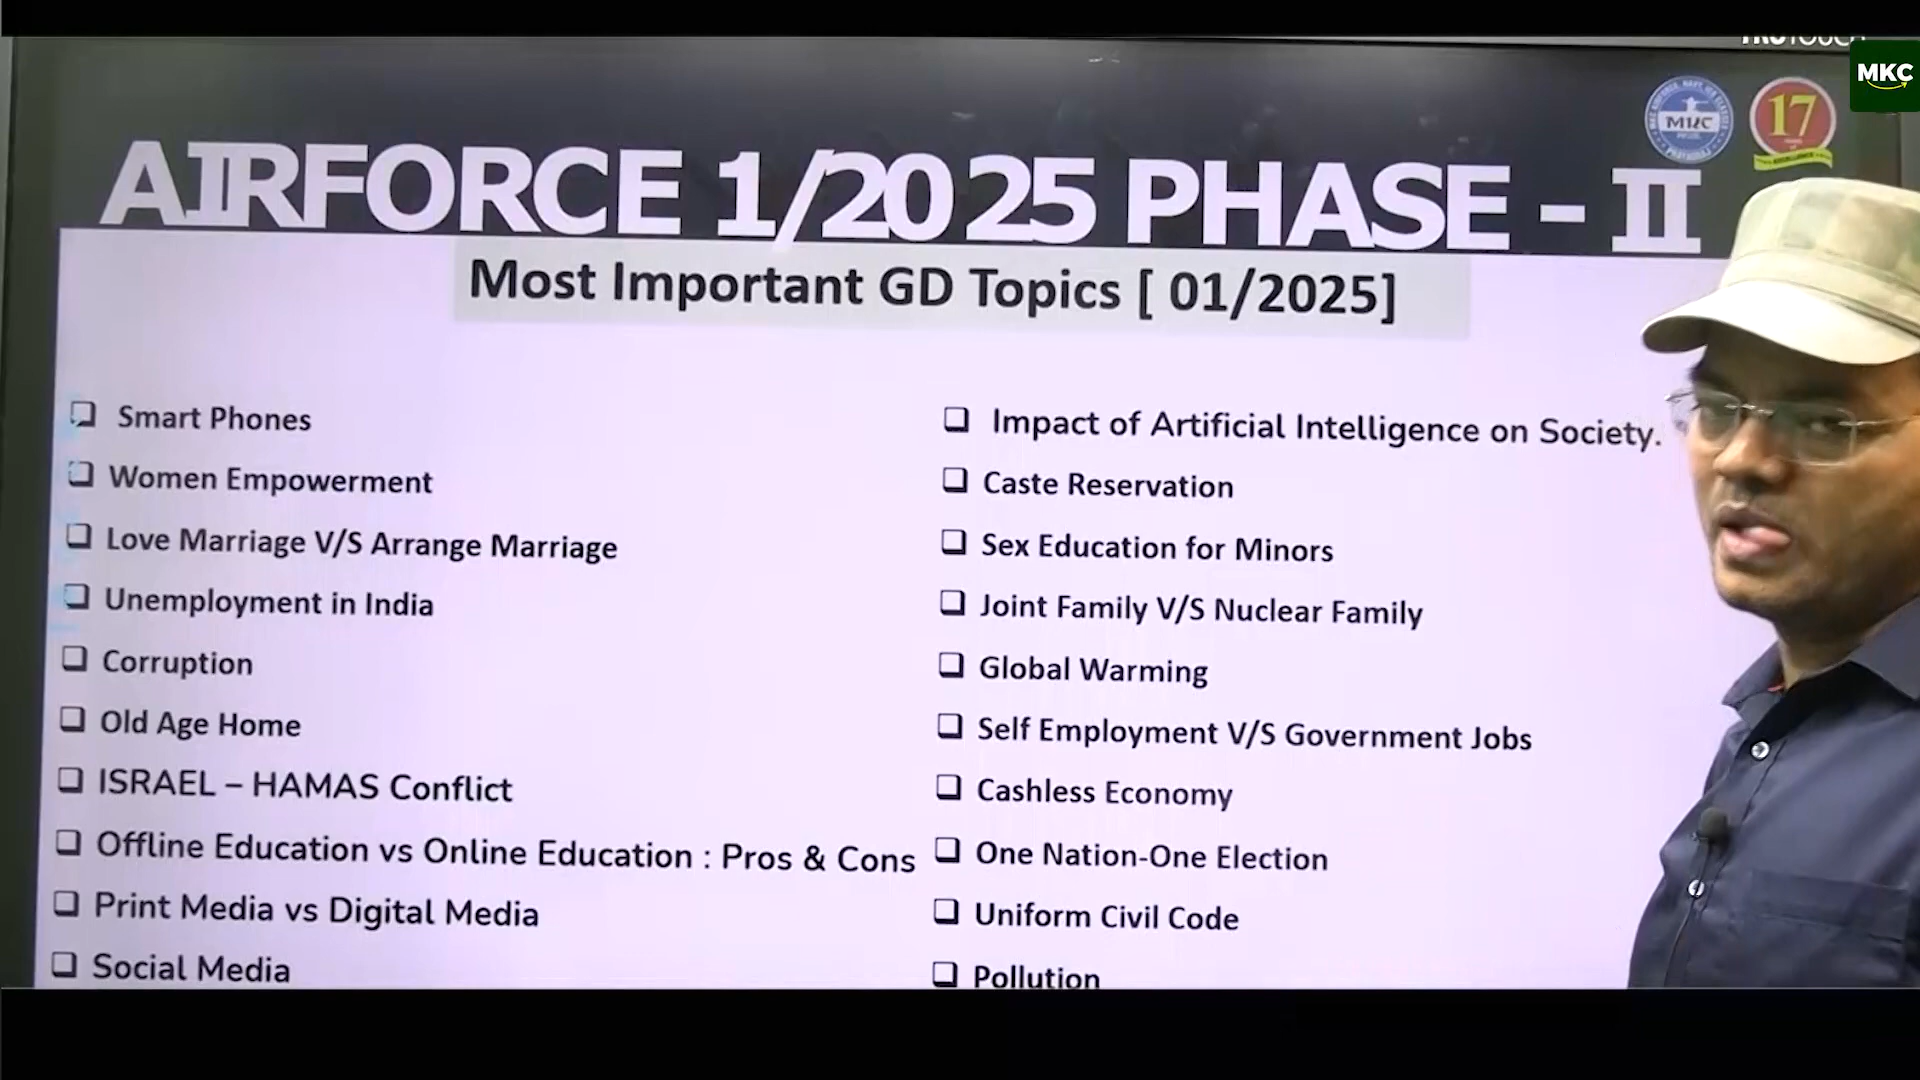 MKC
MKC
17
AIRFORCE 1/2025 PHASE - II
Most Important GD Topics [ 01/2025]
Smart Phones
Women Empowerment
Love Marriage V/S Arrange Marriage
Unemployment in India
Corruption
Old Age Home
ISRAEL – HAMAS Conflict
Offline Education vs Online Education : Pros & Cons
Print Media vs Digital Media
Social Media
Impact of Artificial Intelligence on Society.
Caste Reservation
Sex Education for Minors
Joint Family V/S Nuclear Family
Global Warming
Self Employment V/S Government Jobs
Cashless Economy
One Nation-One Election
Uniform Civil Code
Pollution